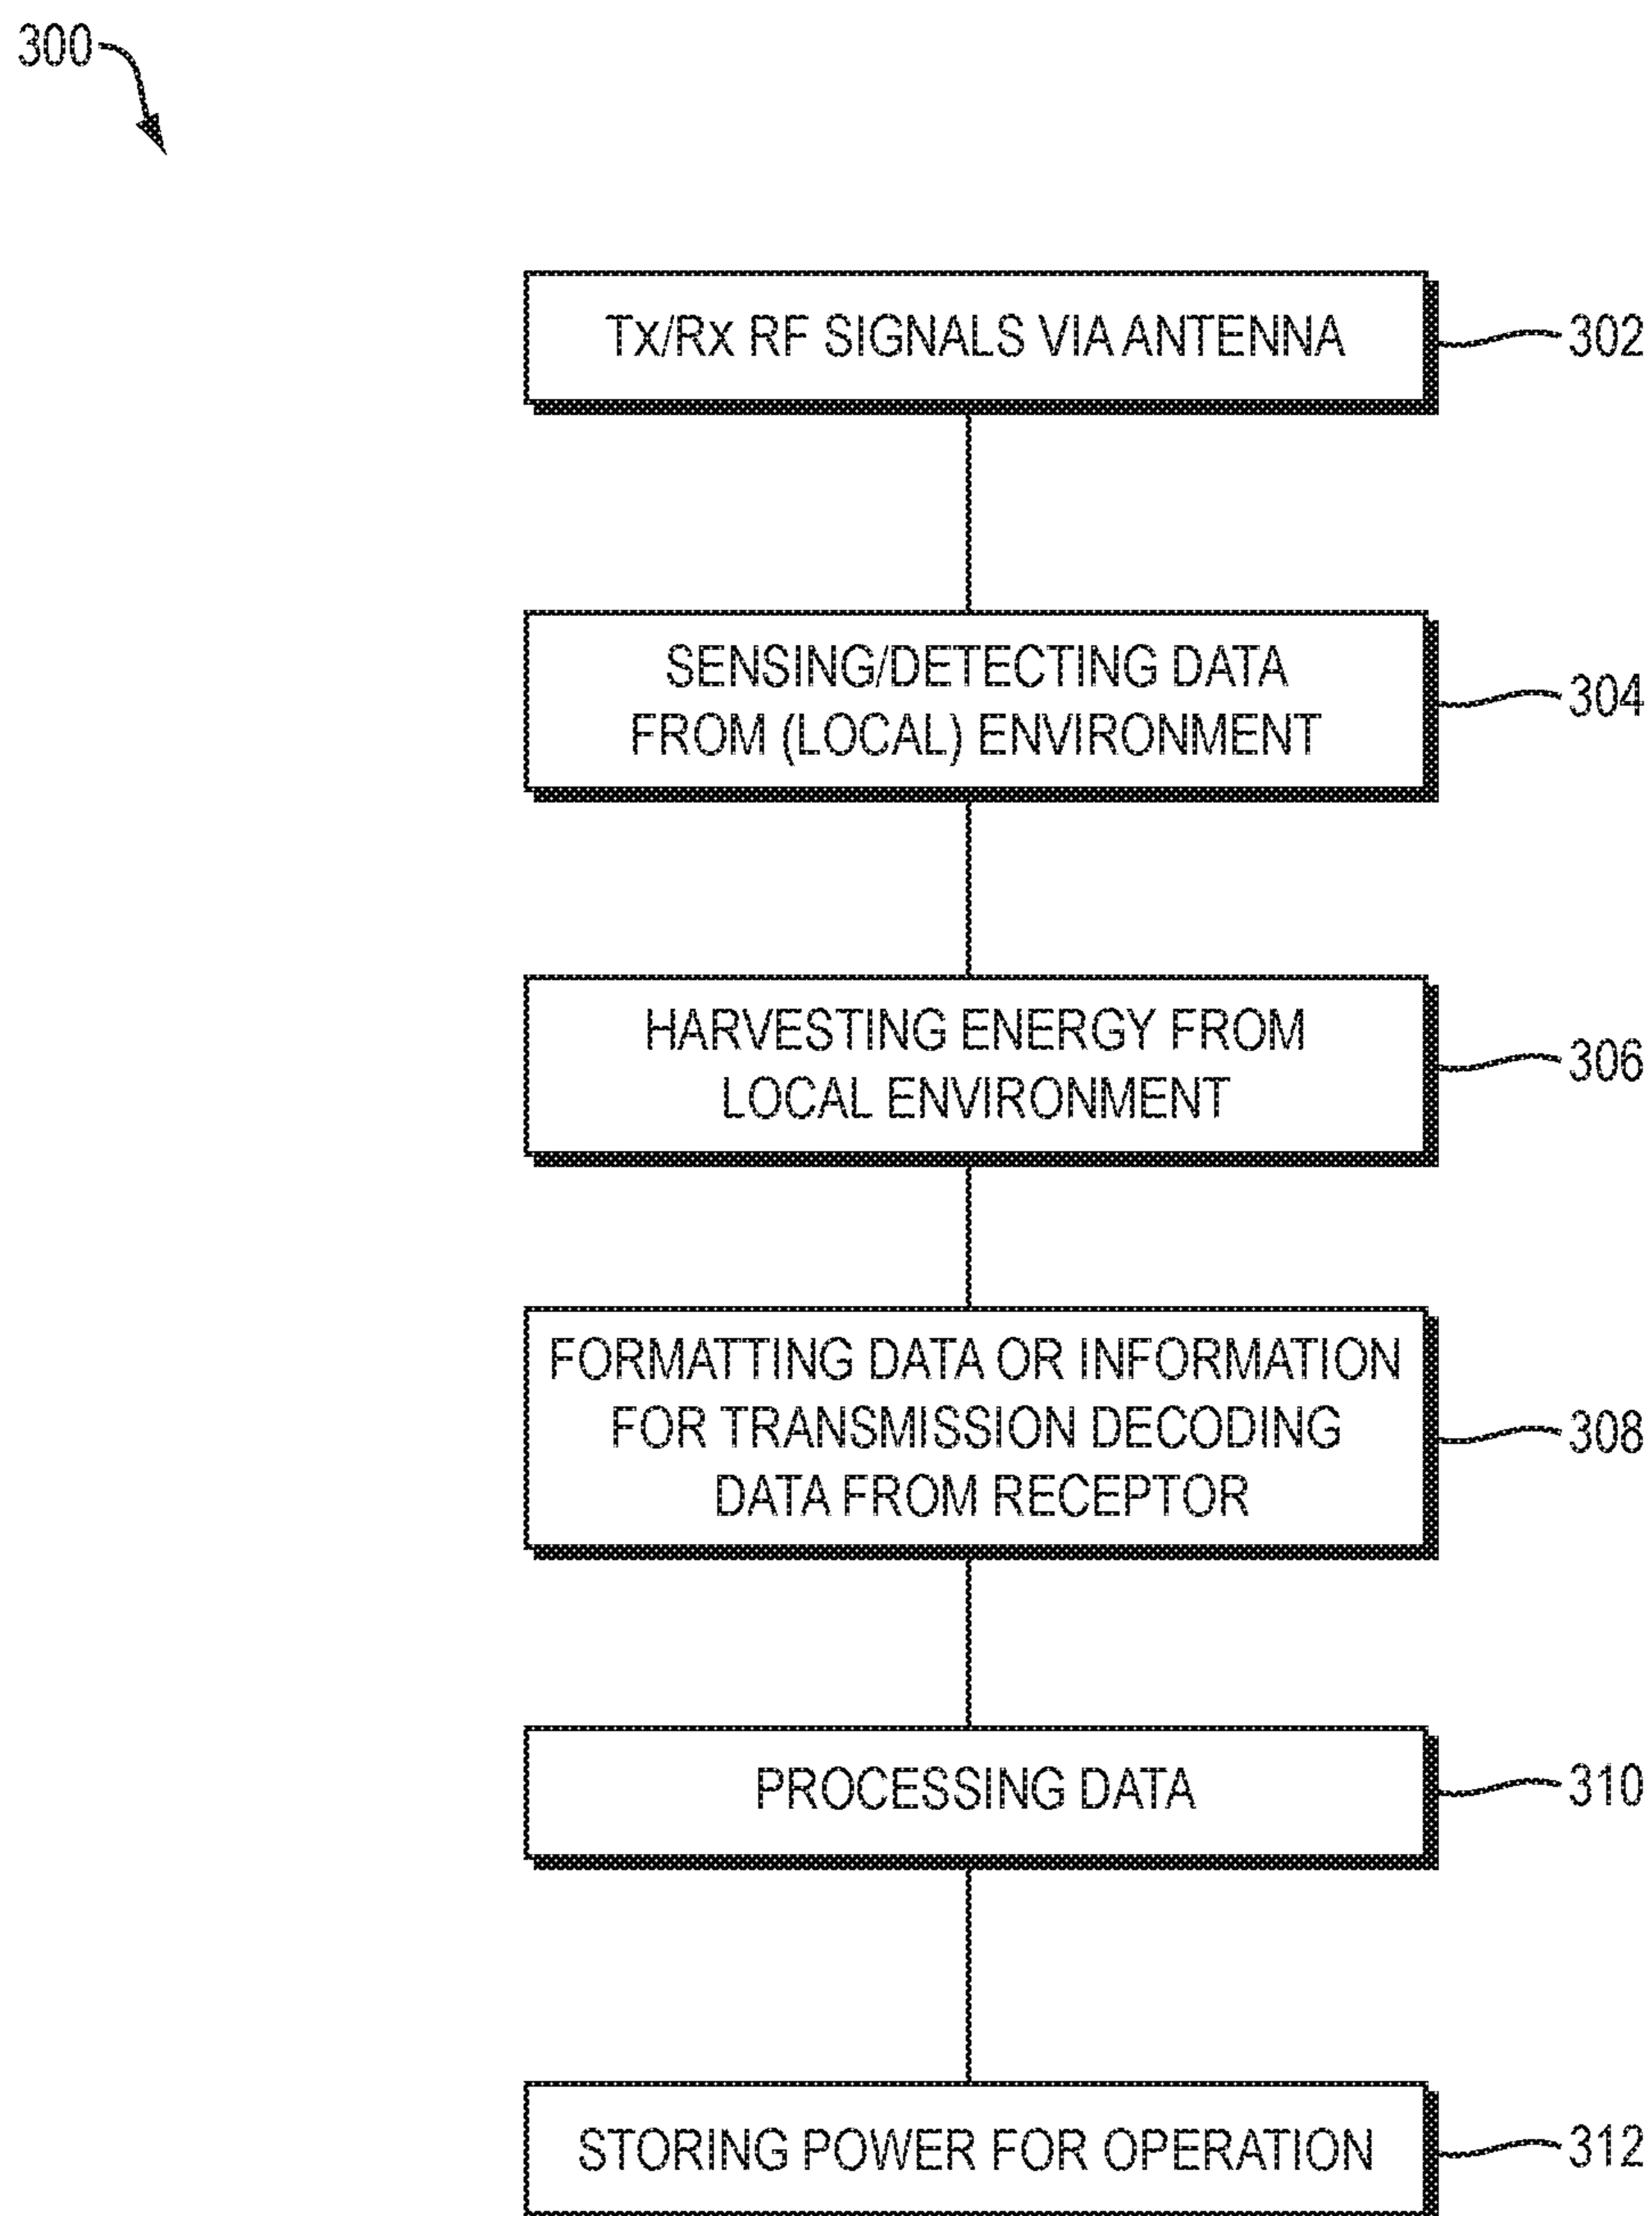 300
Tx/Rx RF SIGNALS VIA ANTENNA
302
SENSING/DETECTING DATA
FROM (LOCAL) ENVIRONMENT
304
HARVESTING ENERGY FROM
LOCAL ENVIRONMENT
306
FORMATTING DATA OR INFORMATION
FOR TRANSMISSION DECODING
DATA FROM RECEPTOR
308
PROCESSING DATA
310
STORING POWER FOR OPERATION
312